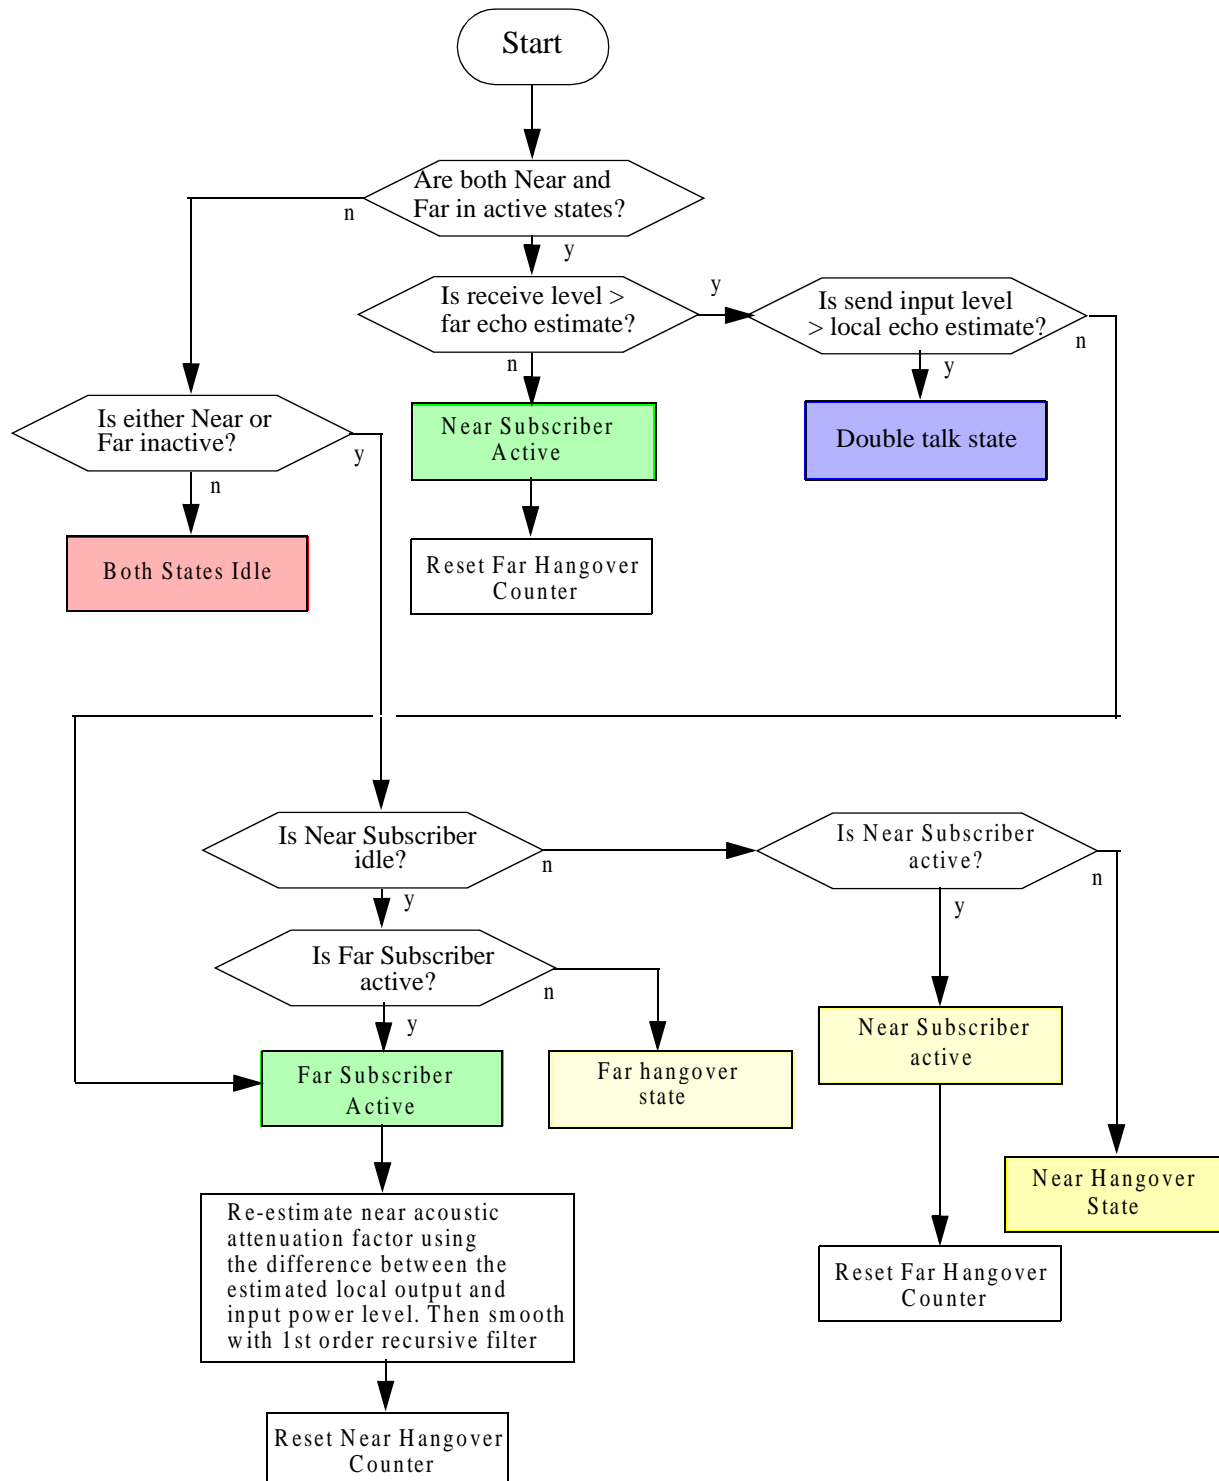 Start
Are both Near and
Far in active states?
n
y
Is receive level >
far echo estimate?
y
Is send input level
> local echo estimate?
n
n
y
Near Subscriber
Active
Double talk state
Is either Near or
Far inactive?
y
n
Both States Idle
Reset Far Hangover
Counter
Is Near Subscriber
idle?
n
y
Is Near Subscriber
active?
n
y
Is Far Subscriber
active?
n
y
Near Subscriber
active
Far Subscriber
Active
Far hangover
state
Near Hangover
State
Re-estimate near acoustic
attenuation factor using
the difference between the
estimated local output and
input power level. Then smooth
with 1st order recursive filter
Reset Far Hangover
Counter
Reset Near Hangover
Counter